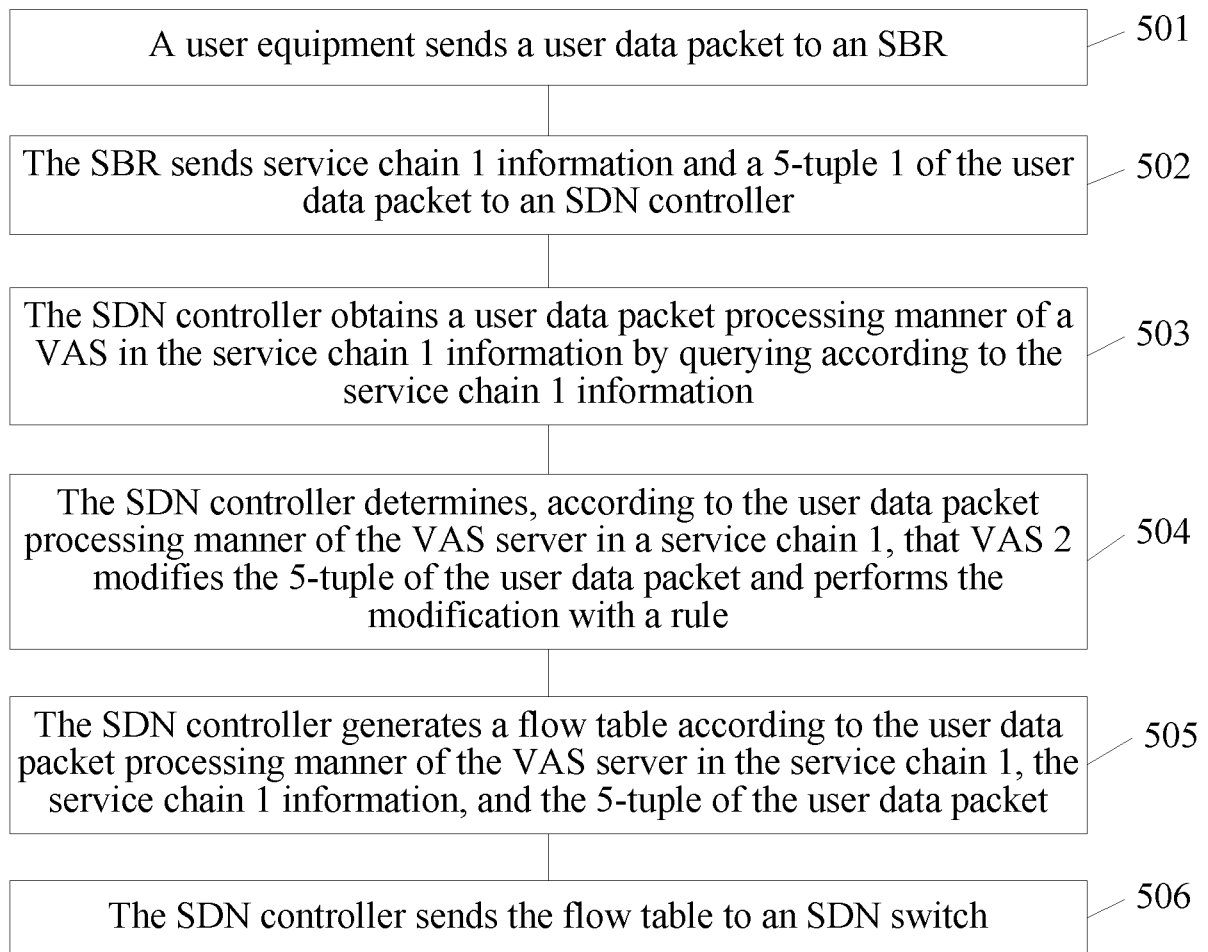 A user equipment sends a user data packet to an SBR
501
The SBR sends service chain 1 information and a 5-tuple 1 of the user
data packet to an SDN controller
502
The SDN controller obtains a user data packet processing manner of a
VAS in the service chain 1 information by querying according to the
service chain 1 information
503
The SDN controller determines, according to the user data packet
processing manner of the VAS server in a service chain 1, that VAS 2
modifies the 5-tuple of the user data packet and performs the
modification with a rule
504
The SDN controller generates a flow table according to the user data
packet processing manner of the VAS server in the service chain 1, the
service chain 1 information, and the 5-tuple of the user data packet
505
The SDN controller sends the flow table to an SDN switch
506